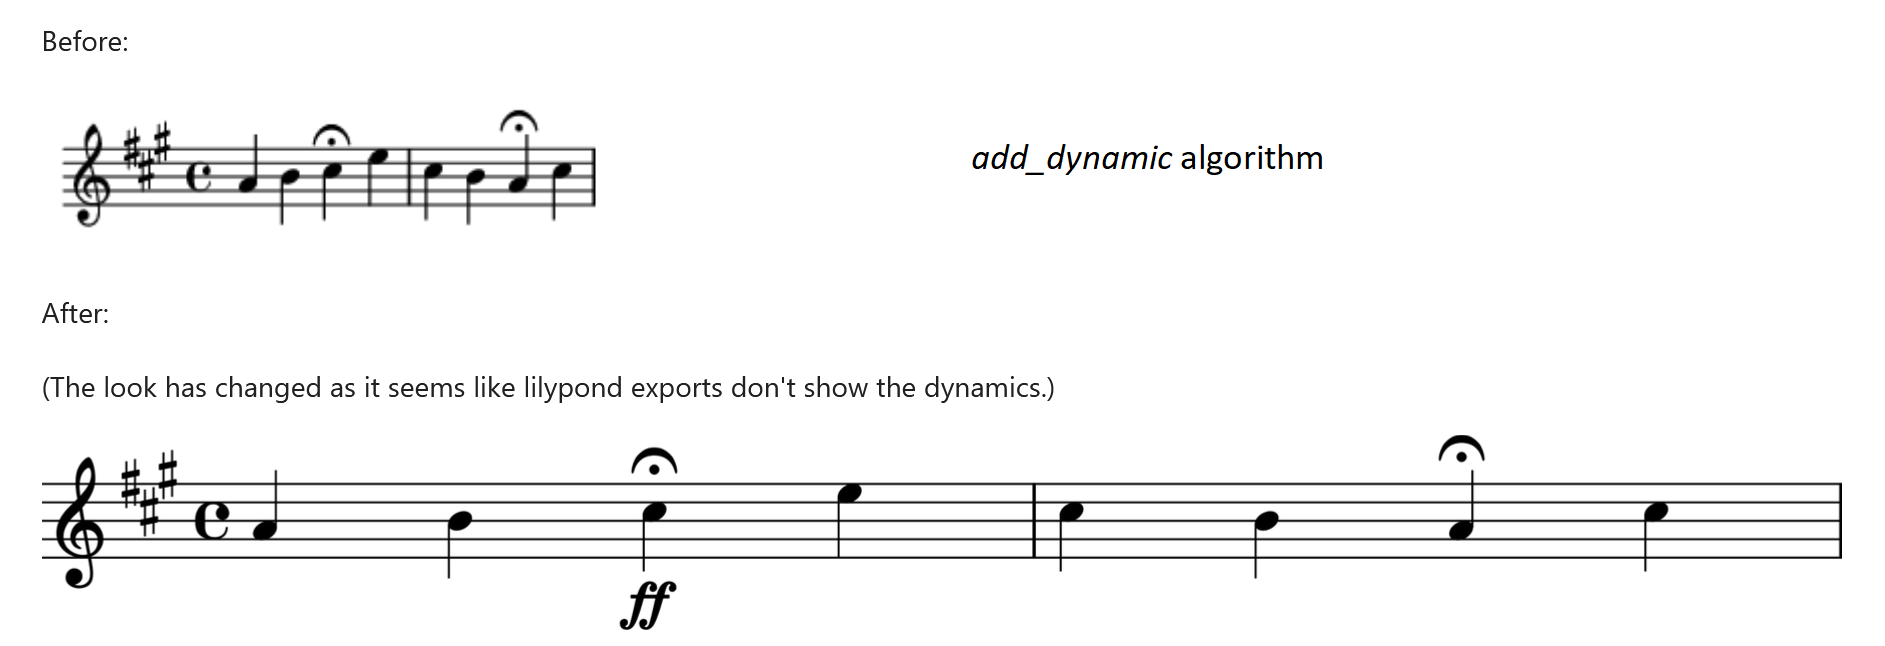 Before:
add_dynamic algorithm
After:
(The look has changed as it seems like lilypond exports don't show the dynamics.)
ff